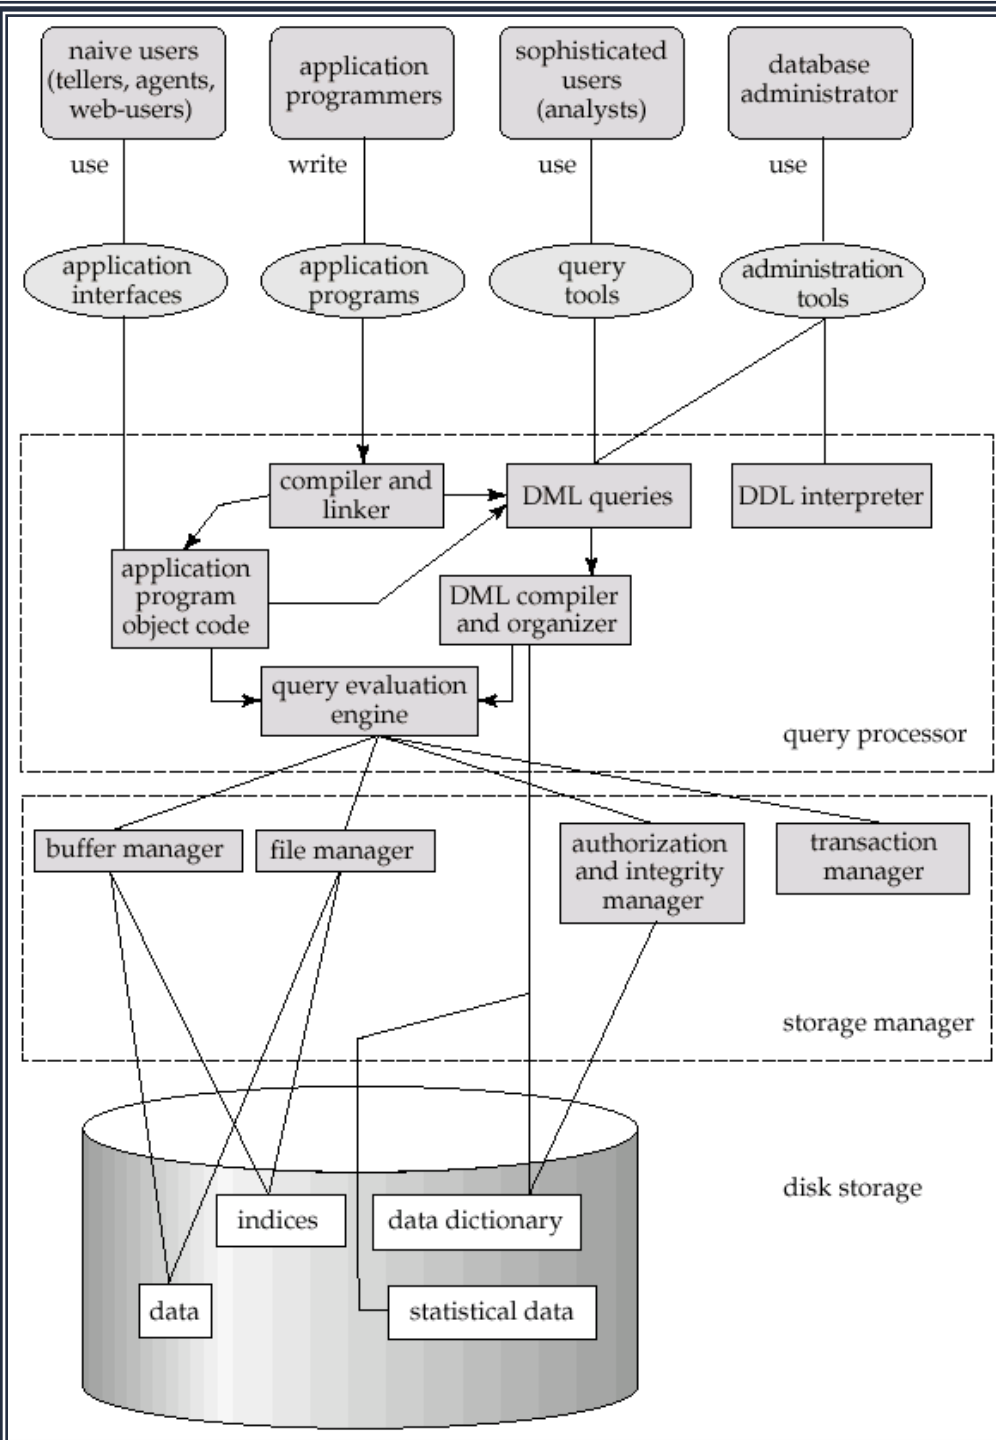 naive users
(tellers, agents,
web-users)
application
programmers
sophisticated
users
(analysts)
database
administrator
use
write
use
use
application
interfaces
application
programs
query
tools
administration
tools
compiler and
linker
DML queries
DDL interpreter
application
program
object code
DML compiler
and organizer
query evaluation
engine
query processor
buffer manager
file manager
authorization
and integrity
manager
transaction
manager
storage manager
disk storage
indices
data dictionary
data
statistical data